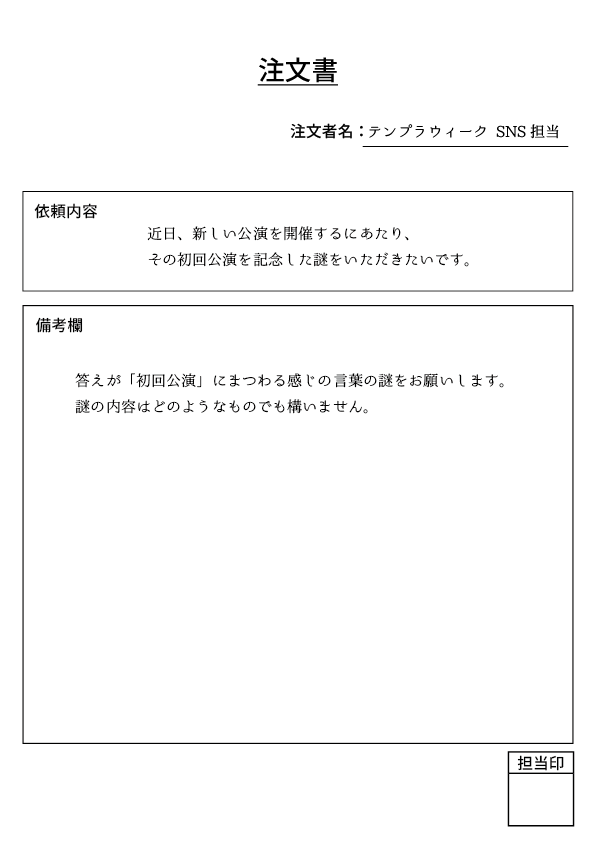 注文書
注文者名：テンプラウィーク SNS 担当
依頼内容
近日、新しい公演を開催するにあたり、
その初回公演を記念した謎をいただきたいです。
備考欄
答えが「初回公演」にまつわる感じの言葉の謎をお願いします。
謎の内容はどのようなものでも構いません。
担当印